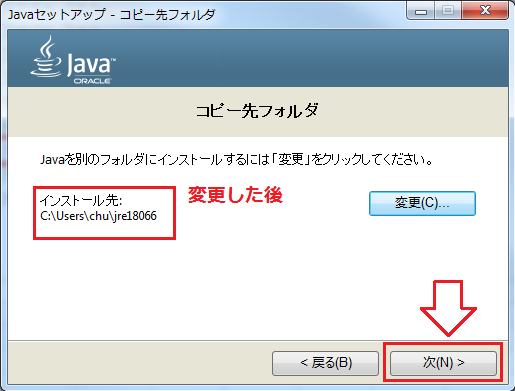 Javaセットアップ - コピー先フォルダ
Java™
ORACLE
コピー先フォルダ
Javaを別のフォルダにインストールするには「変更」をクリックしてください。
インストール先:
C:\Users\chu\jre18066
変更した後
変更(C)...
< 戻る(B)
次(N) >